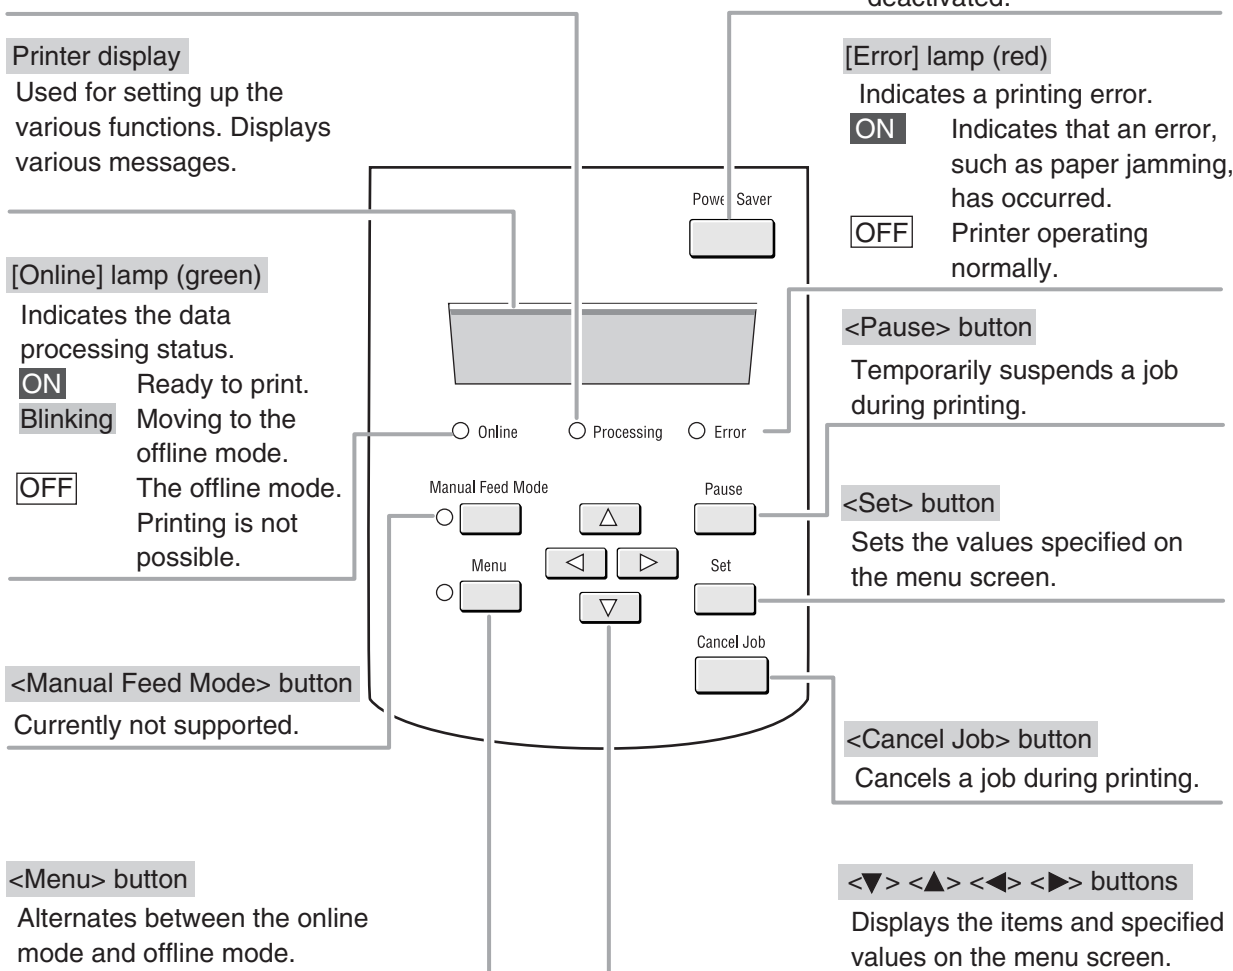 deactivated.
Printer display
Used for setting up the
various functions. Displays
various messages.
[Online] lamp (green)
Indicates the data
processing status.
ON Ready to print.
Blinking Moving to the
offline mode.
OFF The offline mode.
Printing is not
possible.
<Manual Feed Mode> button
Currently not supported.
<Menu> button
Alternates between the online
mode and offline mode.
Power Saver
Online Processing Error
Manual Feed Mode
Pause
Menu
Set
Cancel Job
[Error] lamp (red)
Indicates a printing error.
ON Indicates that an error,
such as paper jamming,
has occurred.
OFF Printer operating
normally.
<Pause> button
Temporarily suspends a job
during printing.
<Set> button
Sets the values specified on
the menu screen.
<Cancel Job> button
Cancels a job during printing.
<▼> <▲> <◀> <▶> buttons
Displays the items and specified
values on the menu screen.